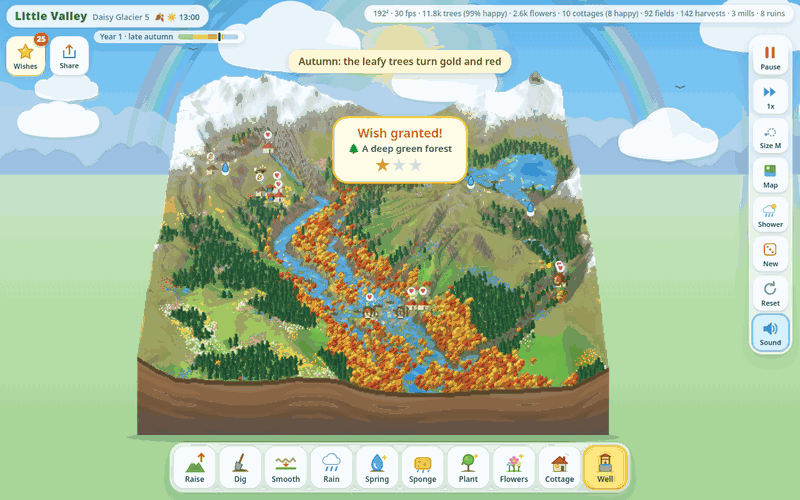 Little Valley Daisy Glacier 5 13:00
192² · 30 fps · 11.8k trees (99% happy) · 2.6k flowers · 10 cottages (8 happy) · 92 fields · 142 harvests · 3 mills · 8 ruins
Year 1 · late autumn
25
Wishes
Share
Autumn: the leafy trees turn gold and red
Wish granted!
A deep green forest
Pause
1x
Size M
Map
Shower
New
Reset
Sound
Raise
Dig
Smooth
Rain
Spring
Sponge
Plant
Flowers
Cottage
Well